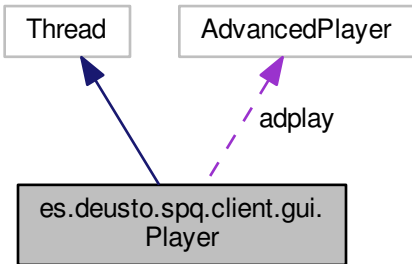 Thread
AdvancedPlayer
adplay
es.deusto.spq.client.gui.
Player